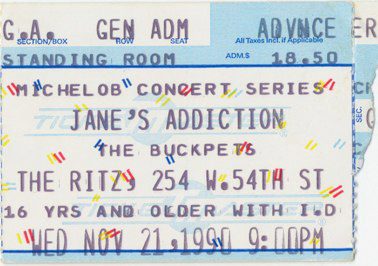 G.A. GEN ADM ADVNCE ER
SECTION/BOX ROW SEAT All Taxes Incl. if Applicable
STANDING ROOM ADM.$ 18.50
MICHELOB CONCERT SERIES
JANE'S ADDICTION
THE BUCKPETS
THE RITZ, 254 W.54TH ST
16 YRS AND OLDER WITH I.D
WED NOV 21,1990 9:00PM
SEC.